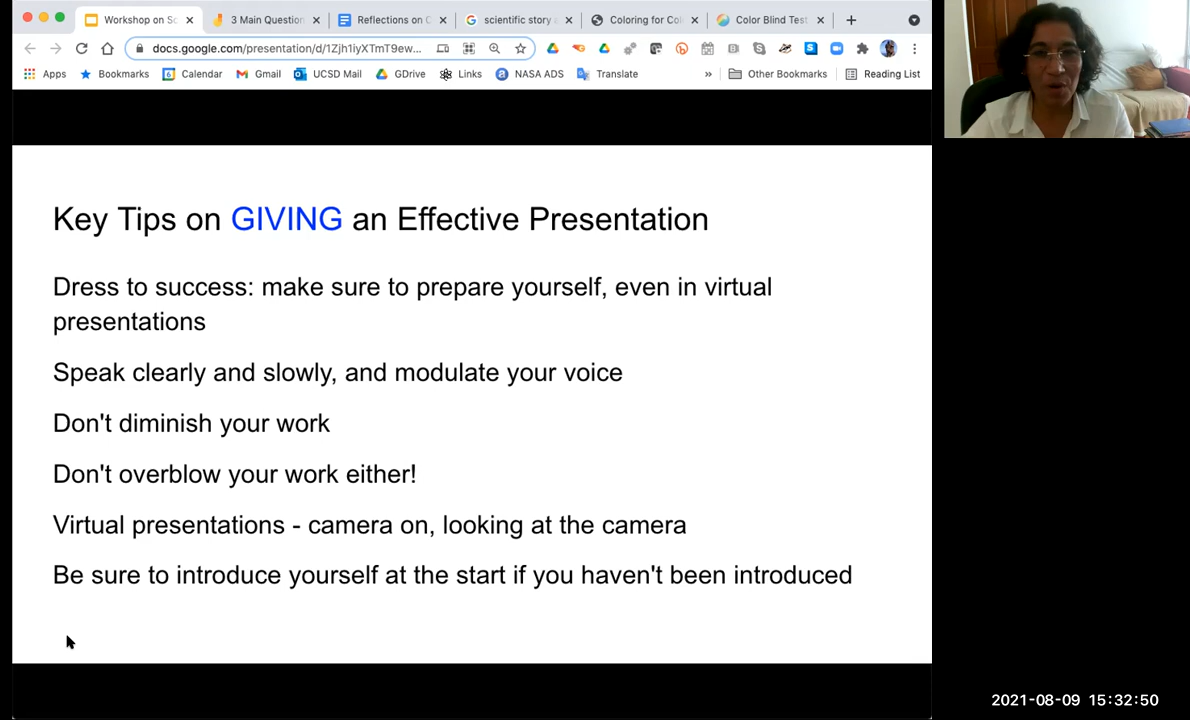 Workshop on Sc
3 Main Question
Reflections on C
scientific story
Coloring for Col
Color Blind Test
docs.google.com/presentation/d/1Zjh1iyXTmT9ew...
Apps
Bookmarks
Calendar
Gmail
UCSD Mail
GDrive
Links
NASA ADS
Translate
»
Other Bookmarks
Reading List
Key Tips on GIVING an Effective Presentation
Dress to success: make sure to prepare yourself, even in virtual
presentations
Speak clearly and slowly, and modulate your voice
Don't diminish your work
Don't overblow your work either!
Virtual presentations - camera on, looking at the camera
Be sure to introduce yourself at the start if you haven't been introduced
2021-08-09 15:32:50